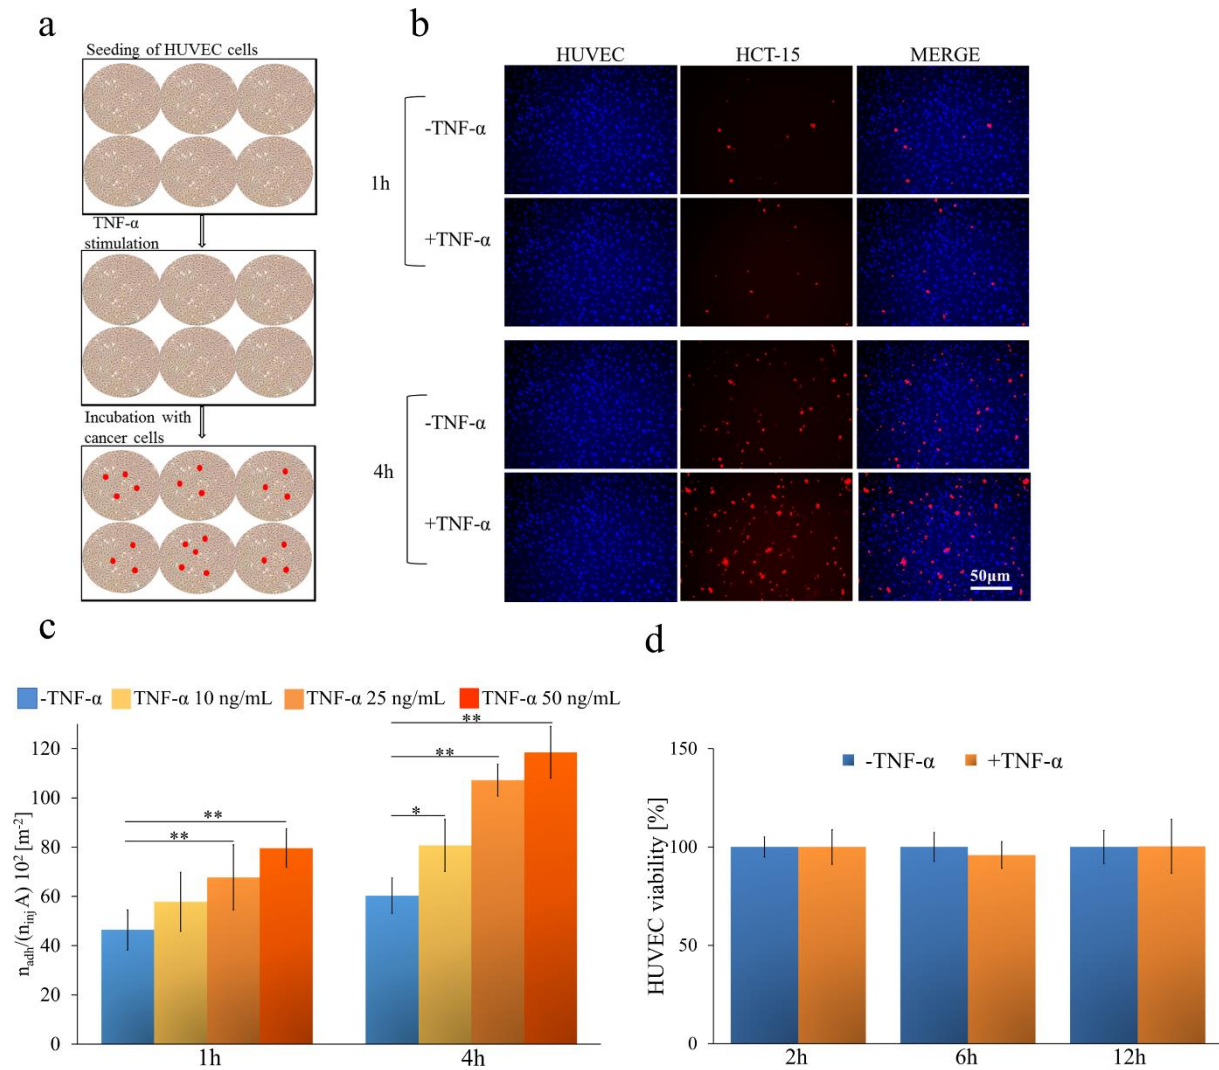 a
Seeding of HUVEC cells
TNF-α
stimulation
Incubation with
cancer cells
b
HUVEC HCT-15 MERGE
1h
-TNF-α
+TNF-α
4h
-TNF-α
+TNF-α
50μm
c
-TNF-α TNF-α 10 ng/mL TNF-α 25 ng/mL TNF-α 50 ng/mL
n_adh/(n_inj A) 10² [m⁻²]
120
100
80
60
40
20
0
** **
* ** **
1h 4h
d
-TNF-α +TNF-α
HUVEC viability [%]
150
100
50
0
2h 6h 12h